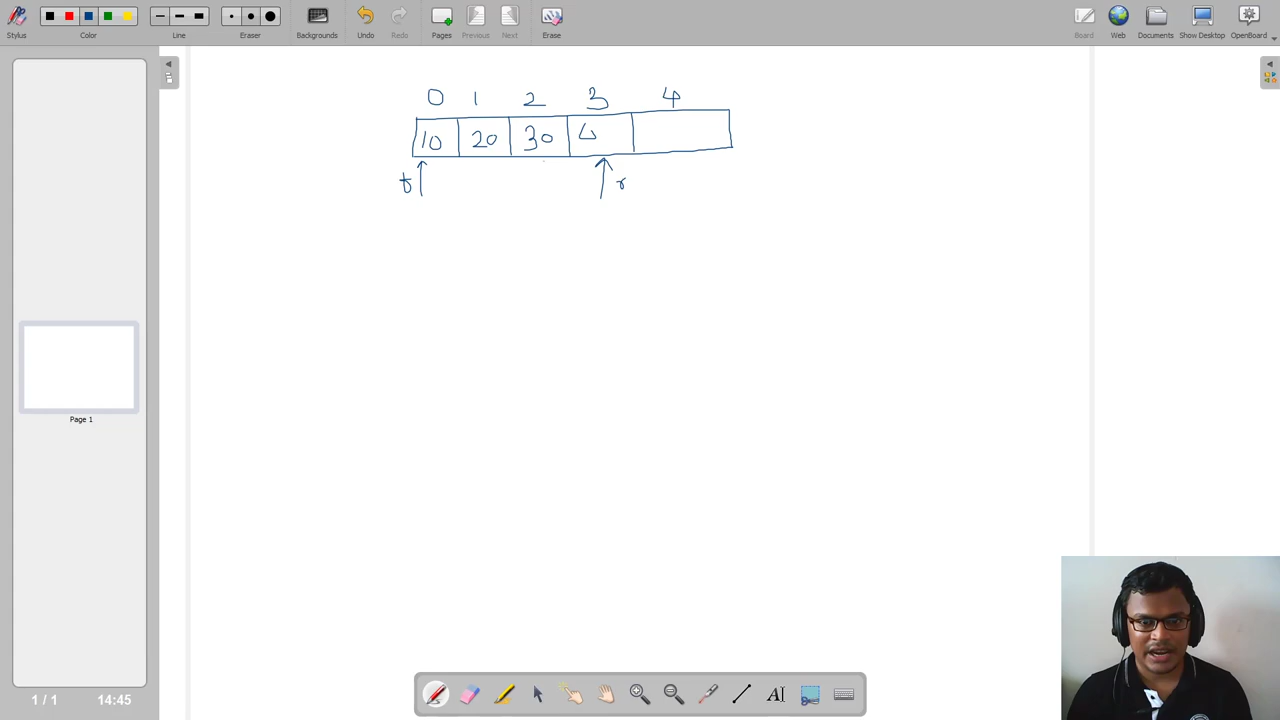 Stylus
Color
Line
Eraser
Backgrounds
Undo
Redo
Pages
Previous
Next
Erase
Board
Web
Documents
Show Desktop
OpenBoard
0 1 2 3 4
10 20 30 4
f r
Page 1
1 / 1 14:45